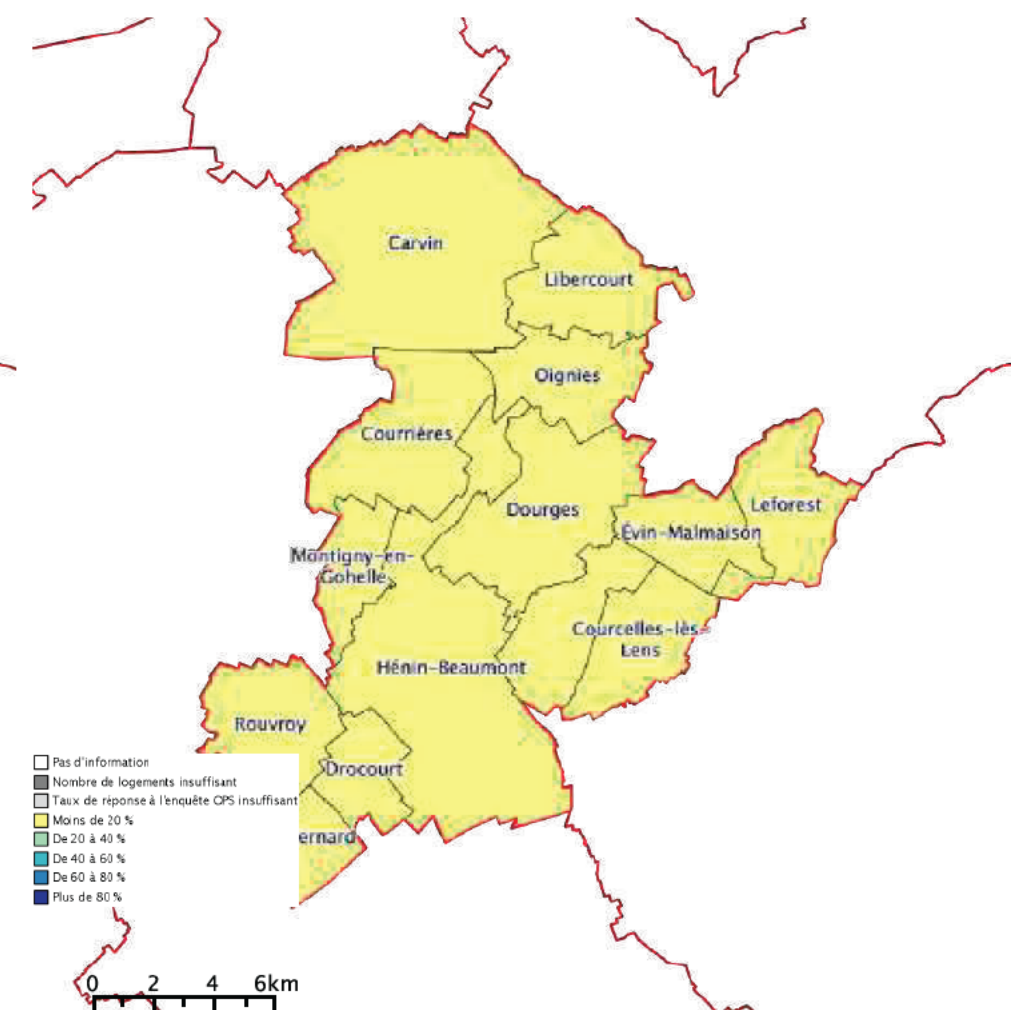 Carvin
Libercourt
Oignies
Courrières
Leforest
Dourges
Évin-Malmaison
Montigny-en-
Gohelle
Courcelles-lès-
Lens
Hénin-Beaumont
Rouvroy
Drocourt
ernard
Pas d'information
Nombre de logements insuffisant
Taux de réponse à l'enquête OPS insuffisant
Moins de 20 %
De 20 à 40 %
De 40 à 60 %
De 60 à 80 %
Plus de 80 %
0 2 4 6km